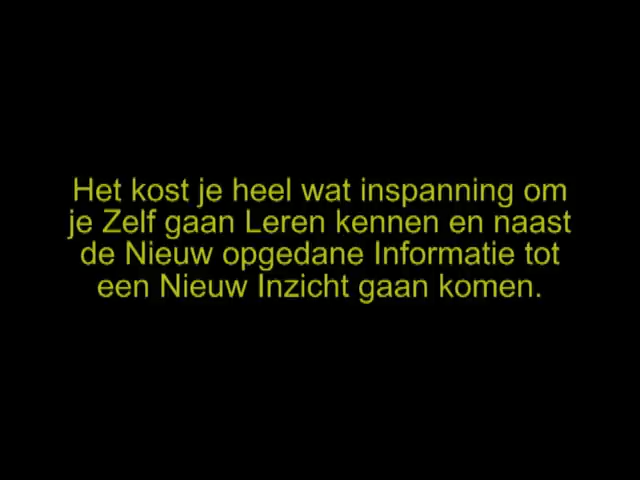 Het kost je heel wat inspanning om
je Zelf gaan Leren kennen en naast
de Nieuw opgedane Informatie tot
een Nieuw Inzicht gaan komen.